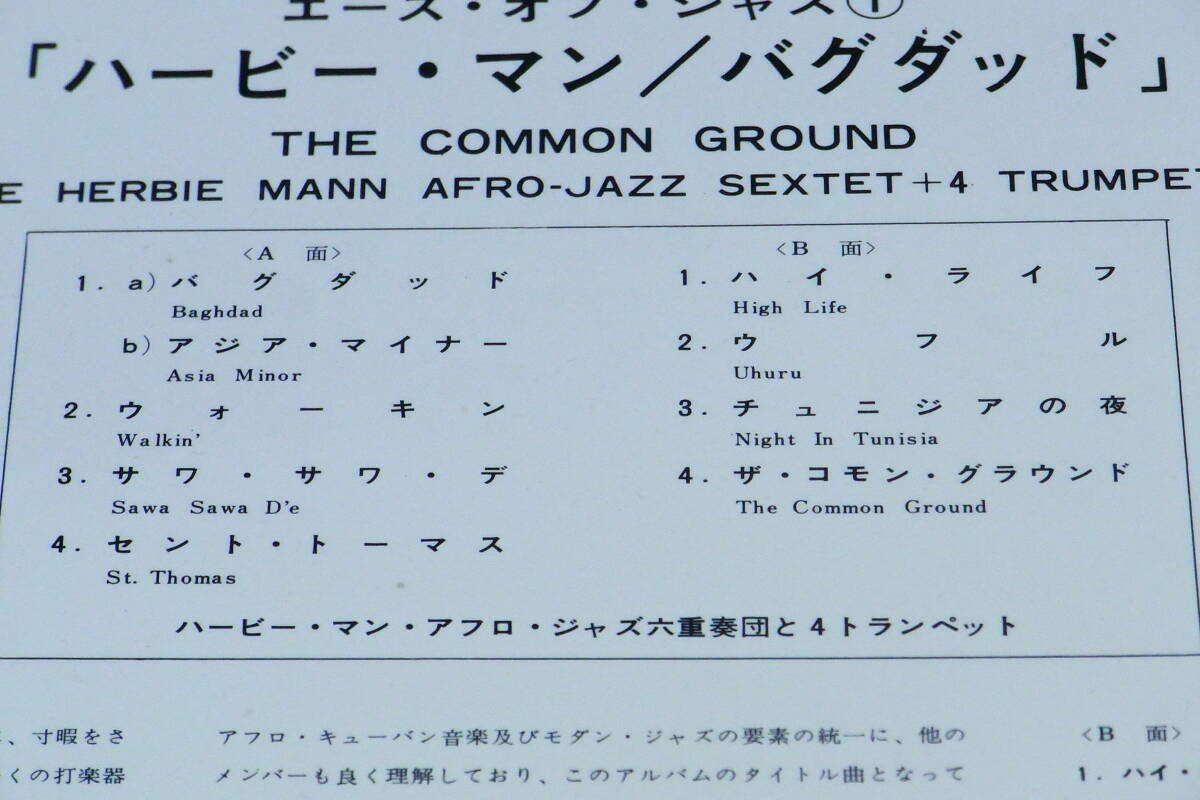 エース・オブ・ジャズ①
「ハービー・マン／バグダッド」
THE COMMON GROUND
E HERBIE MANN AFRO-JAZZ SEXTET+4 TRUMPET
〈A 面〉
1. a) バグダッド
Baghdad
b) アジア・マイナー
Asia Minor
2. ウォーキン
Walkin'
3. サワ・サワ・デ
Sawa Sawa D'e
4. セント・トーマス
St. Thomas
〈B 面〉
1. ハイ・ライフ
High Life
2. ウフル
Uhuru
3. チュニジアの夜
Night In Tunisia
4. ザ・コモン・グラウンド
The Common Ground
ハービー・マン・アフロ・ジャズ六重奏団と4トランペット
、寸暇をさ
くの打楽器
アフロ・キューバン音楽及びモダン・ジャズの要素の統一に、他の
メンバーも良く理解しており、このアルバムのタイトル曲となって
〈B 面〉
1. ハイ・